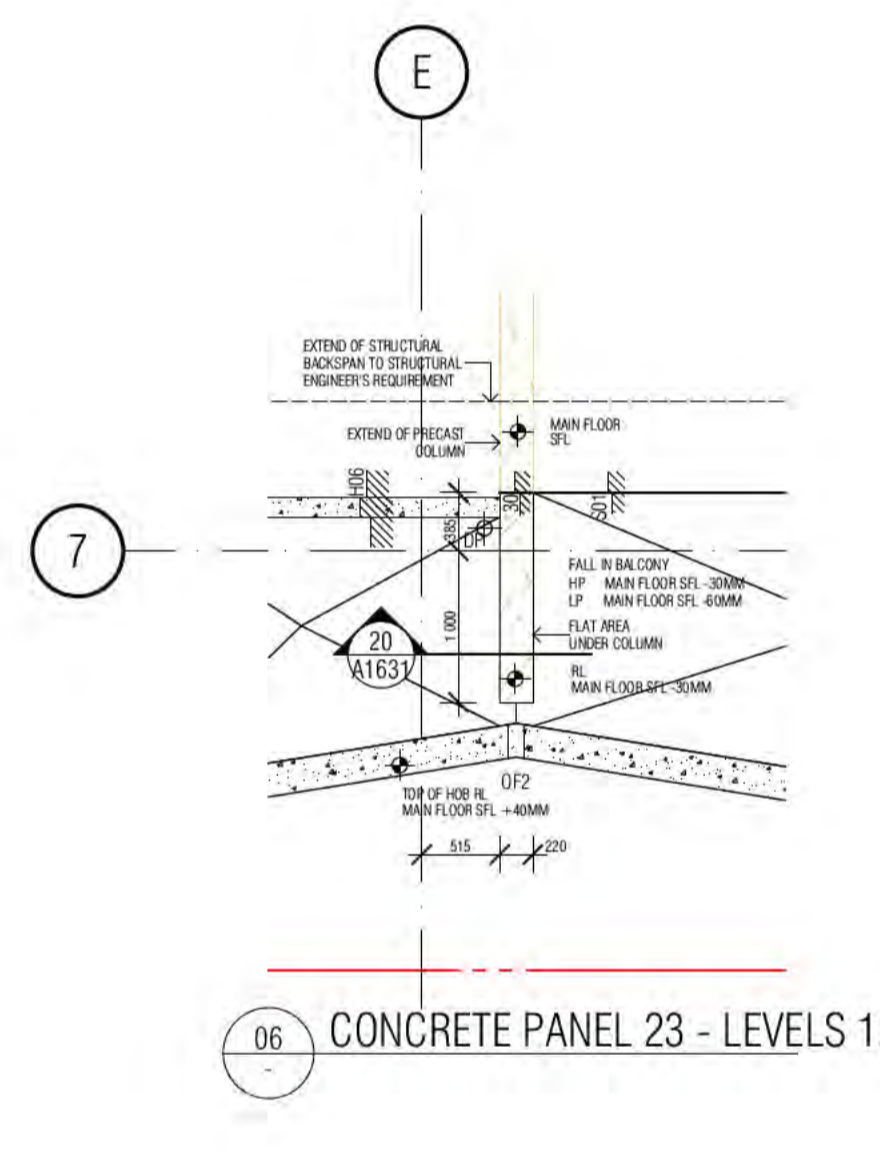 E
EXTEND OF STRUCTURAL
BACKSPAN TO STRUCTURAL
ENGINEER'S REQUIREMENT
EXTEND OF PRECAST
COLUMN
MAIN FLOOR
SFL
H06
30
S01
385
DP
7
FALL IN BALCONY
HP MAIN FLOOR SFL-30MM
LP MAIN FLOOR SFL-60MM
1 000
FLAT AREA
UNDER COLUMN
20
A1631
RL
MAIN FLOOR SFL-30MM
OF2
TOP OF HOB RL
MAIN FLOOR SFL +40MM
515
220
06
-
CONCRETE PANEL 23 - LEVELS 1